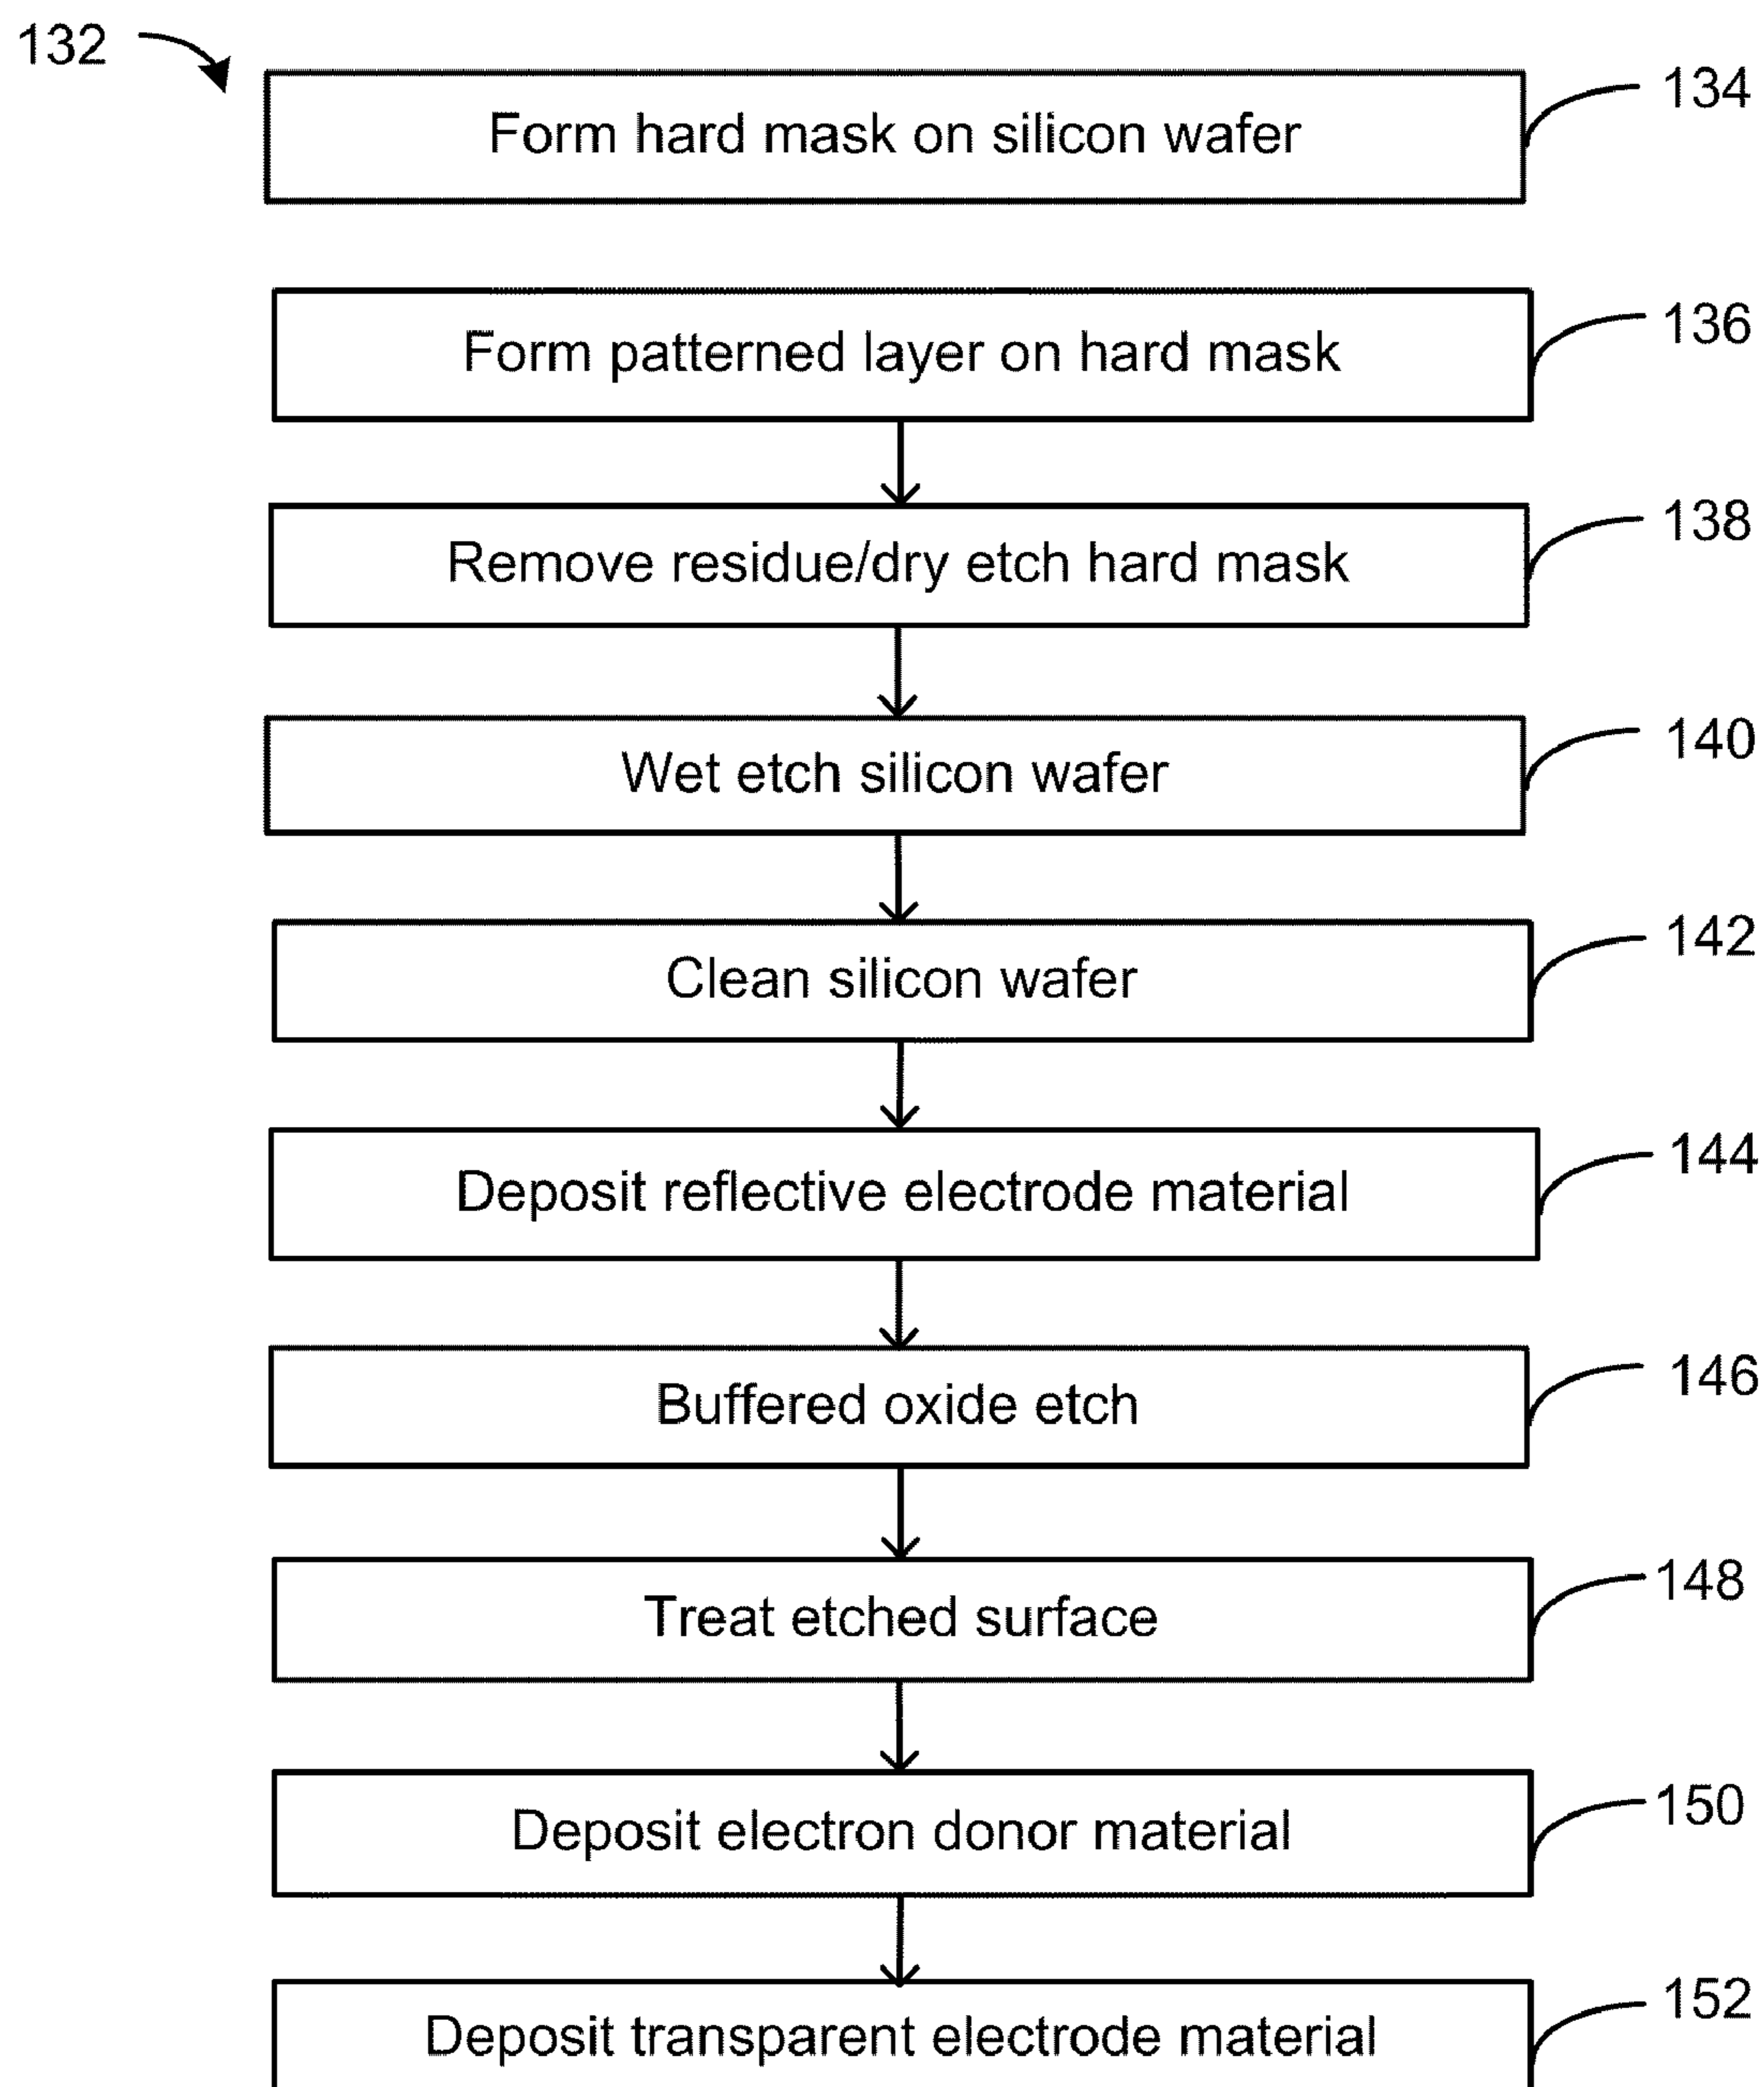 132
Form hard mask on silicon wafer 134
Form patterned layer on hard mask 136
Remove residue/dry etch hard mask 138
Wet etch silicon wafer 140
Clean silicon wafer 142
Deposit reflective electrode material 144
Buffered oxide etch 146
Treat etched surface 148
Deposit electron donor material 150
Deposit transparent electrode material 152